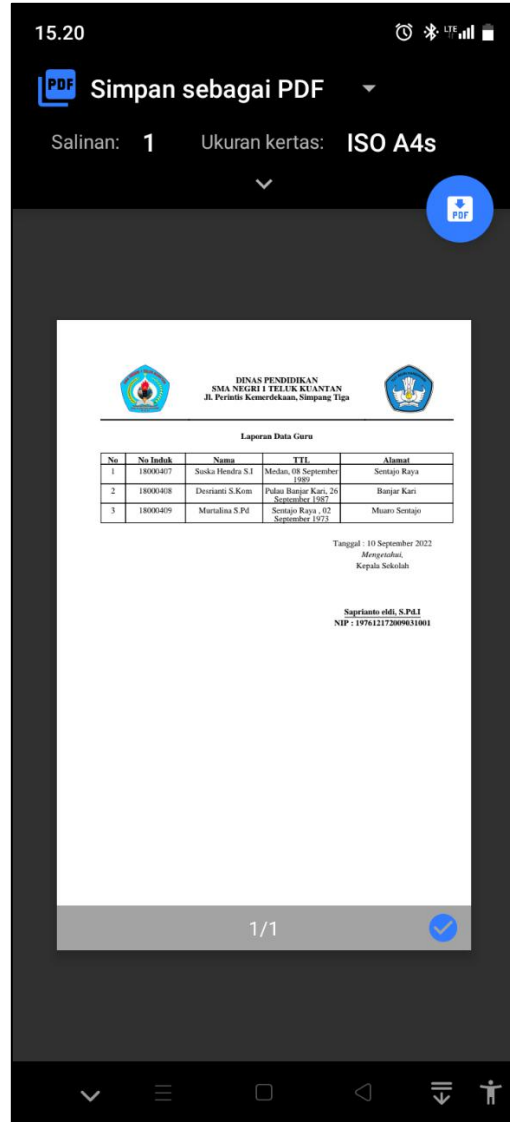 15.20
LTE
PDF Simpan sebagai PDF
Salinan: 1 Ukuran kertas: ISO A4s
PDF
DINAS PENDIDIKAN
SMA NEGRI 1 TELUK KUANTAN
Jl. Perintis Kemerdekaan, Simpang Tiga
Laporan Data Guru
No No Induk Nama TTL Alamat
1 18000407 Suska Hendra S.I Medan, 08 September 1989 Sentajo Raya
2 18000408 Desrianti S.Kom Pulau Banjar Kari, 26 September 1987 Banjar Kari
3 18000409 Murtalina S.Pd Sentajo Raya , 02 September 1973 Muaro Sentajo
Tanggal : 10 September 2022
Mengetahui,
Kepala Sekolah
Saprianto eldi, S.Pd.I
NIP : 197612172009031001
1/1